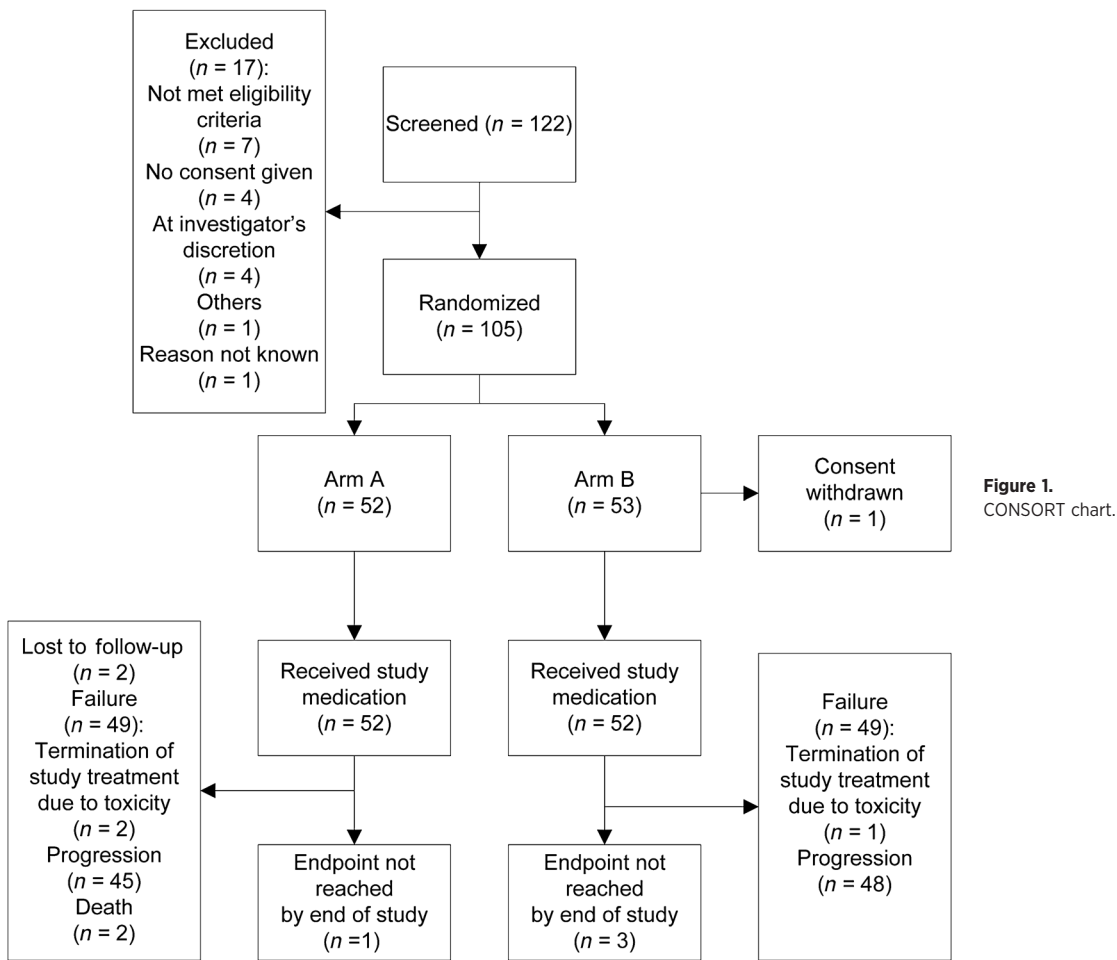 Excluded
(n = 17):
Not met eligibility
criteria
(n = 7)
No consent given
(n = 4)
At investigator's
discretion
(n = 4)
Others
(n = 1)
Reason not known
(n = 1)
Screened (n = 122)
Randomized
(n = 105)
Arm A
(n = 52)
Arm B
(n = 53)
Consent
withdrawn
(n = 1)
Figure 1.
CONSORT chart.
Lost to follow-up
(n = 2)
Failure
(n = 49):
Termination of
study treatment
due to toxicity
(n = 2)
Progression
(n = 45)
Death
(n = 2)
Received study
medication
(n = 52)
Received study
medication
(n = 52)
Failure
(n = 49):
Termination of
study treatment
due to toxicity
(n = 1)
Progression
(n = 48)
Endpoint not
reached
by end of study
(n =1)
Endpoint not
reached
by end of study
(n = 3)